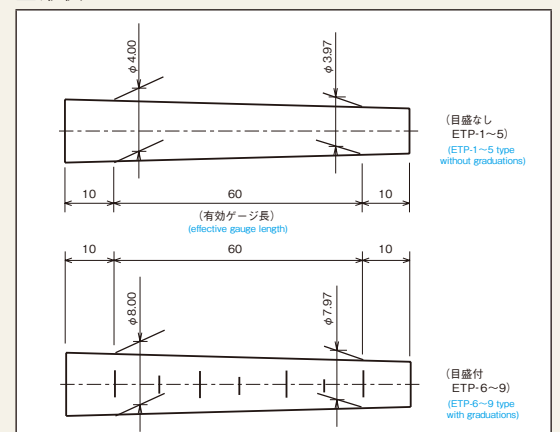 φ4.00
φ3.97
(目盛なし
ETP-1~5)
(ETP-1~5 type
without graduations)
10
60
10
(有効ゲージ長)
(effective gauge length)
10
60
10
φ8.00
φ7.97
(目盛付
ETP-6~9)
(ETP-6~9 type
with graduations)